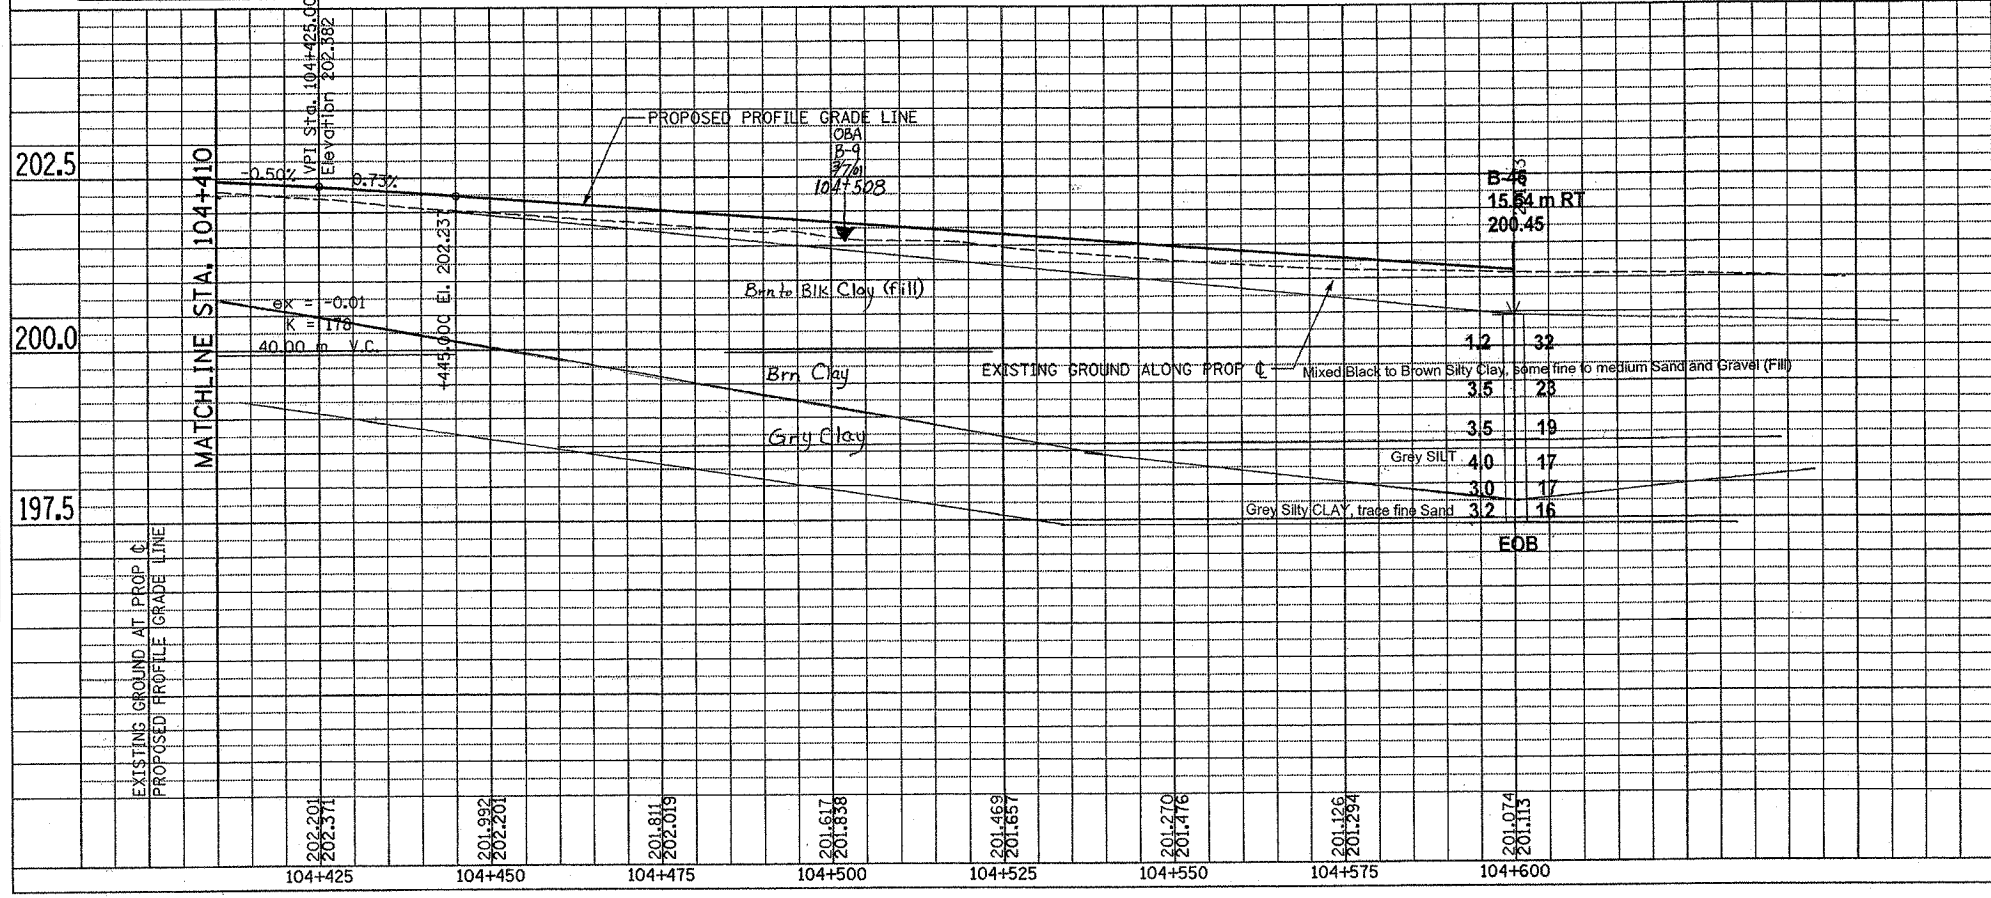 VPI Sta. 104+425.00
Elevation 202.382
PROPOSED PROFILE GRADE LINE
OBA
B-9
3/7/01
104+508
202.5
-0.50%
0.73%
MATCHLINE STA. 104+410
B-46
15.64 m RT
200.45
+445.000 El. 202.237
Brn to Blk Clay (fill)
ex = -0.01
K = 178
40.00 m V.C.
200.0
1.2 32
Brn Clay
EXISTING GROUND ALONG PROP ℄
Mixed Black to Brown Silty Clay, some fine to medium Sand and Gravel (Fill)
3.5 23
Gry Clay
3.5 19
Grey SILT 4.0 17
3.0 17
197.5
Grey Silty CLAY, trace fine Sand 3.2 16
EOB
EXISTING GROUND AT PROP ℄
PROPOSED PROFILE GRADE LINE
202.201
202.371
201.992
202.201
201.811
202.019
201.617
201.838
201.469
201.657
201.270
201.476
201.126
201.294
201.074
201.113
104+425 104+450 104+475 104+500 104+525 104+550 104+575 104+600